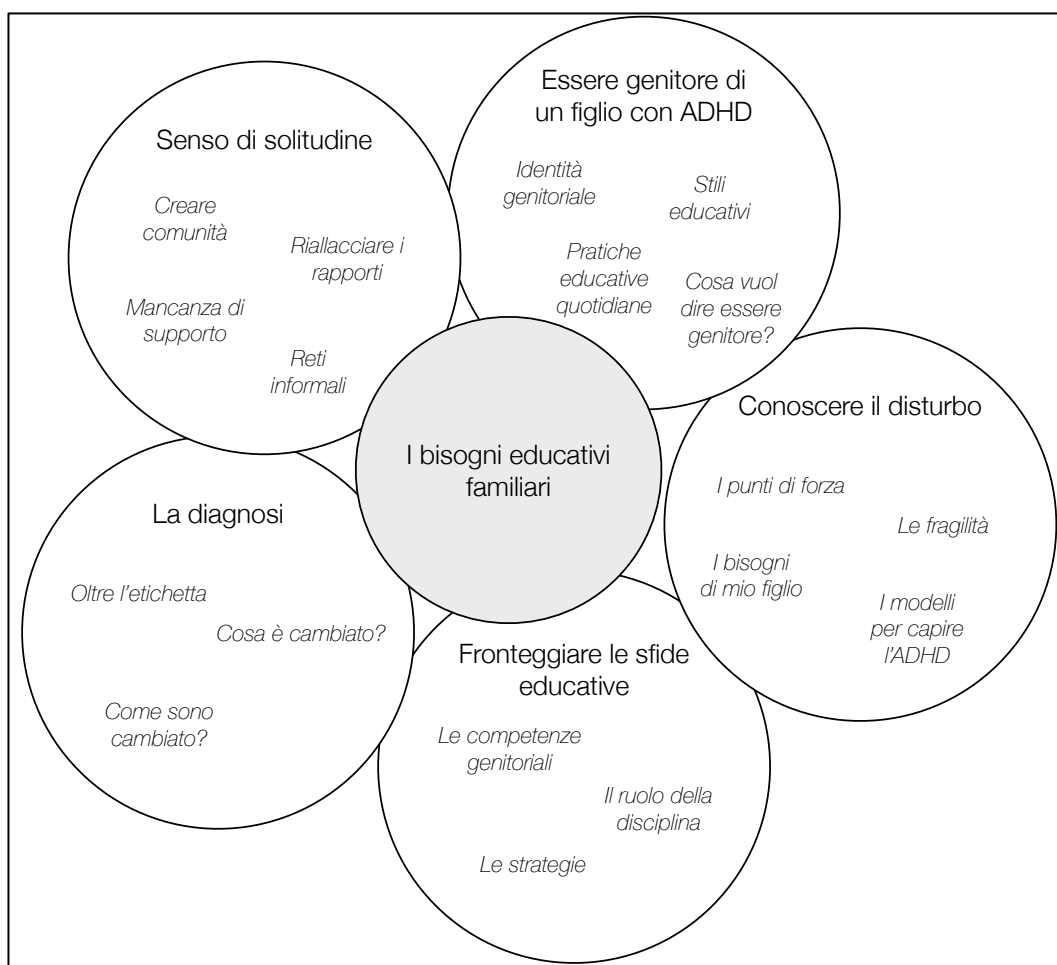 Essere genitore di
un figlio con ADHD
Identità
genitoriale
Stili
educativi
Pratiche
educative
quotidiane
Cosa vuol
dire essere
genitore?
Senso di solitudine
Creare
comunità
Riallacciare i
rapporti
Mancanza di
supporto
Reti
informali
Conoscere il disturbo
I punti di forza
Le fragilità
I bisogni
di mio figlio
I modelli
per capire
l'ADHD
I bisogni educativi
familiari
La diagnosi
Oltre l'etichetta
Cosa è cambiato?
Come sono
cambiato?
Fronteggiare le sfide
educative
Le competenze
genitoriali
Il ruolo della
disciplina
Le strategie